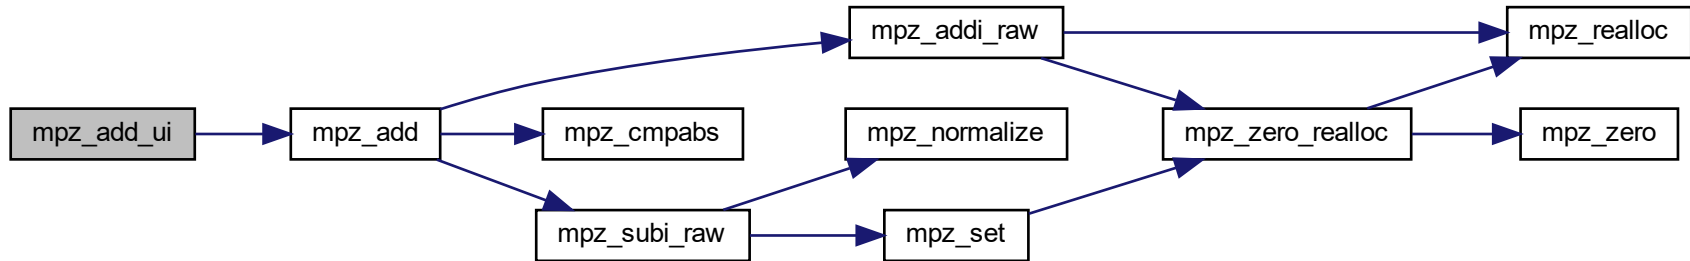 mpz_add_ui
mpz_add
mpz_addi_raw
mpz_cmpabs
mpz_subi_raw
mpz_normalize
mpz_set
mpz_zero_realloc
mpz_realloc
mpz_zero